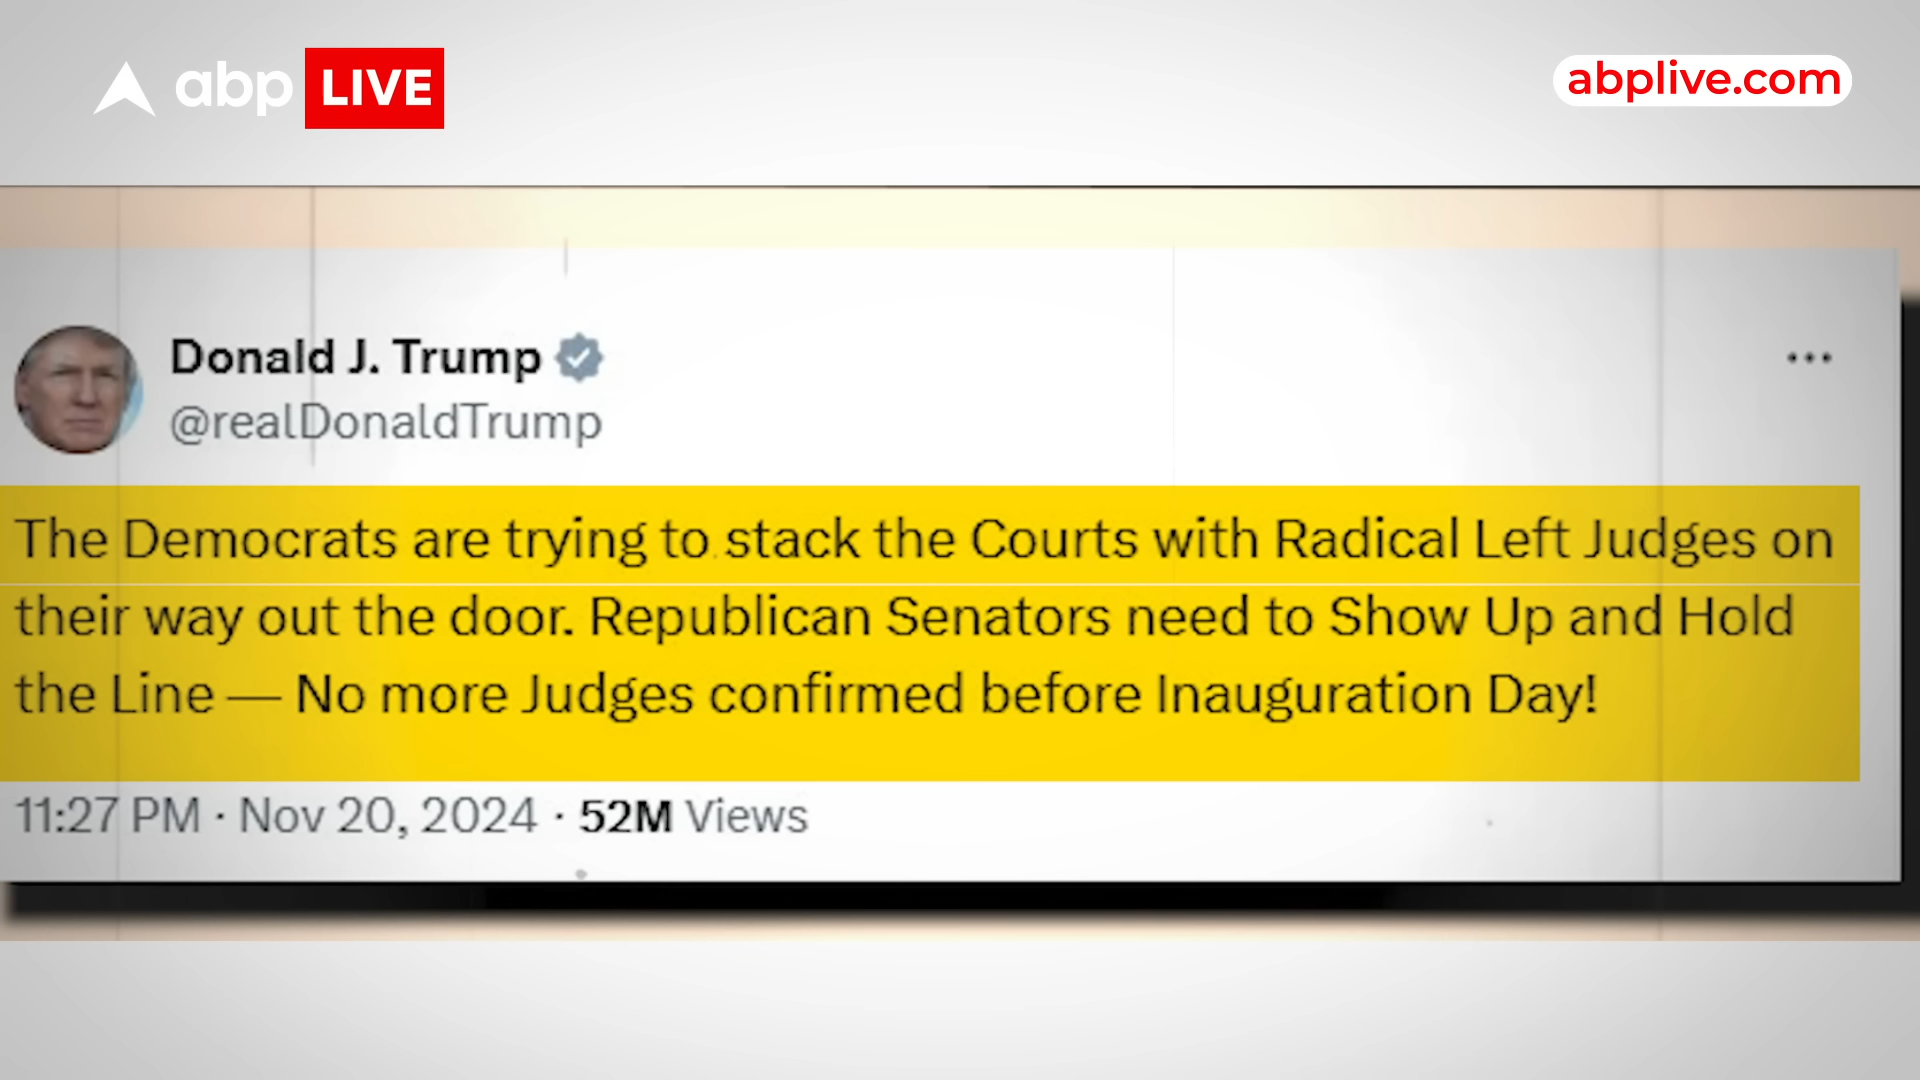 abp LIVE
abplive.com
Donald J. Trump
@realDonaldTrump
The Democrats are trying to stack the Courts with Radical Left Judges on
their way out the door. Republican Senators need to Show Up and Hold
the Line — No more Judges confirmed before Inauguration Day!
11:27 PM · Nov 20, 2024 · 52M Views